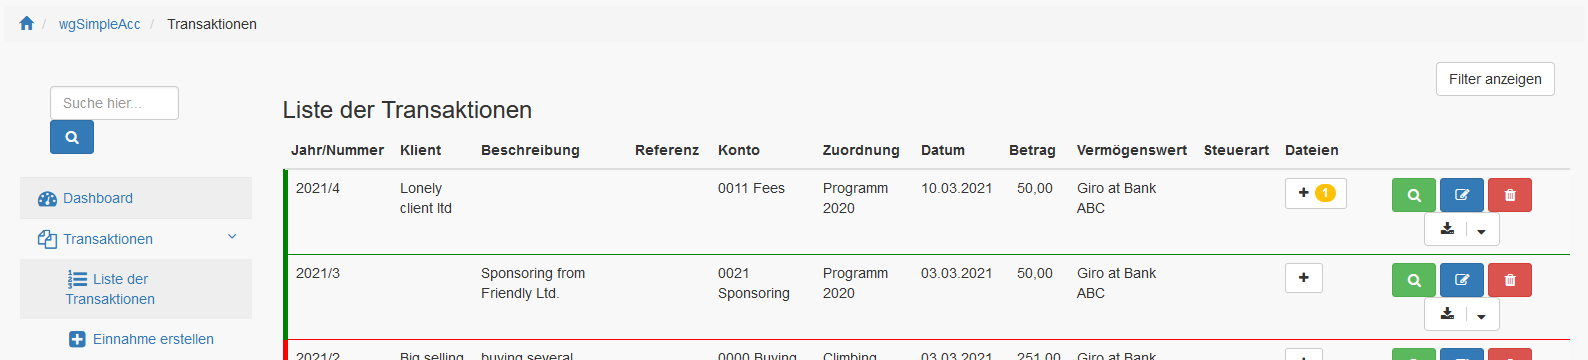 / wgSimpleAcc / Transaktionen
Filter anzeigen
Suche hier...
Liste der Transaktionen
Jahr/Nummer Klient Beschreibung Referenz Konto Zuordnung Datum Betrag Vermögenswert Steuerart Dateien
2021/4 Lonely 0011 Fees Programm 10.03.2021 50,00 Giro at Bank + 1
client ltd 2020 ABC
2021/3 Sponsoring from 0021 Programm 03.03.2021 50,00 Giro at Bank +
Friendly Ltd. Sponsoring 2020 ABC
2021/2 Big selling buying several 0000 Buying Climbing 03.03.2021 251,00 Giro at Bank
Dashboard
Transaktionen
Liste der
Transaktionen
Einnahme erstellen